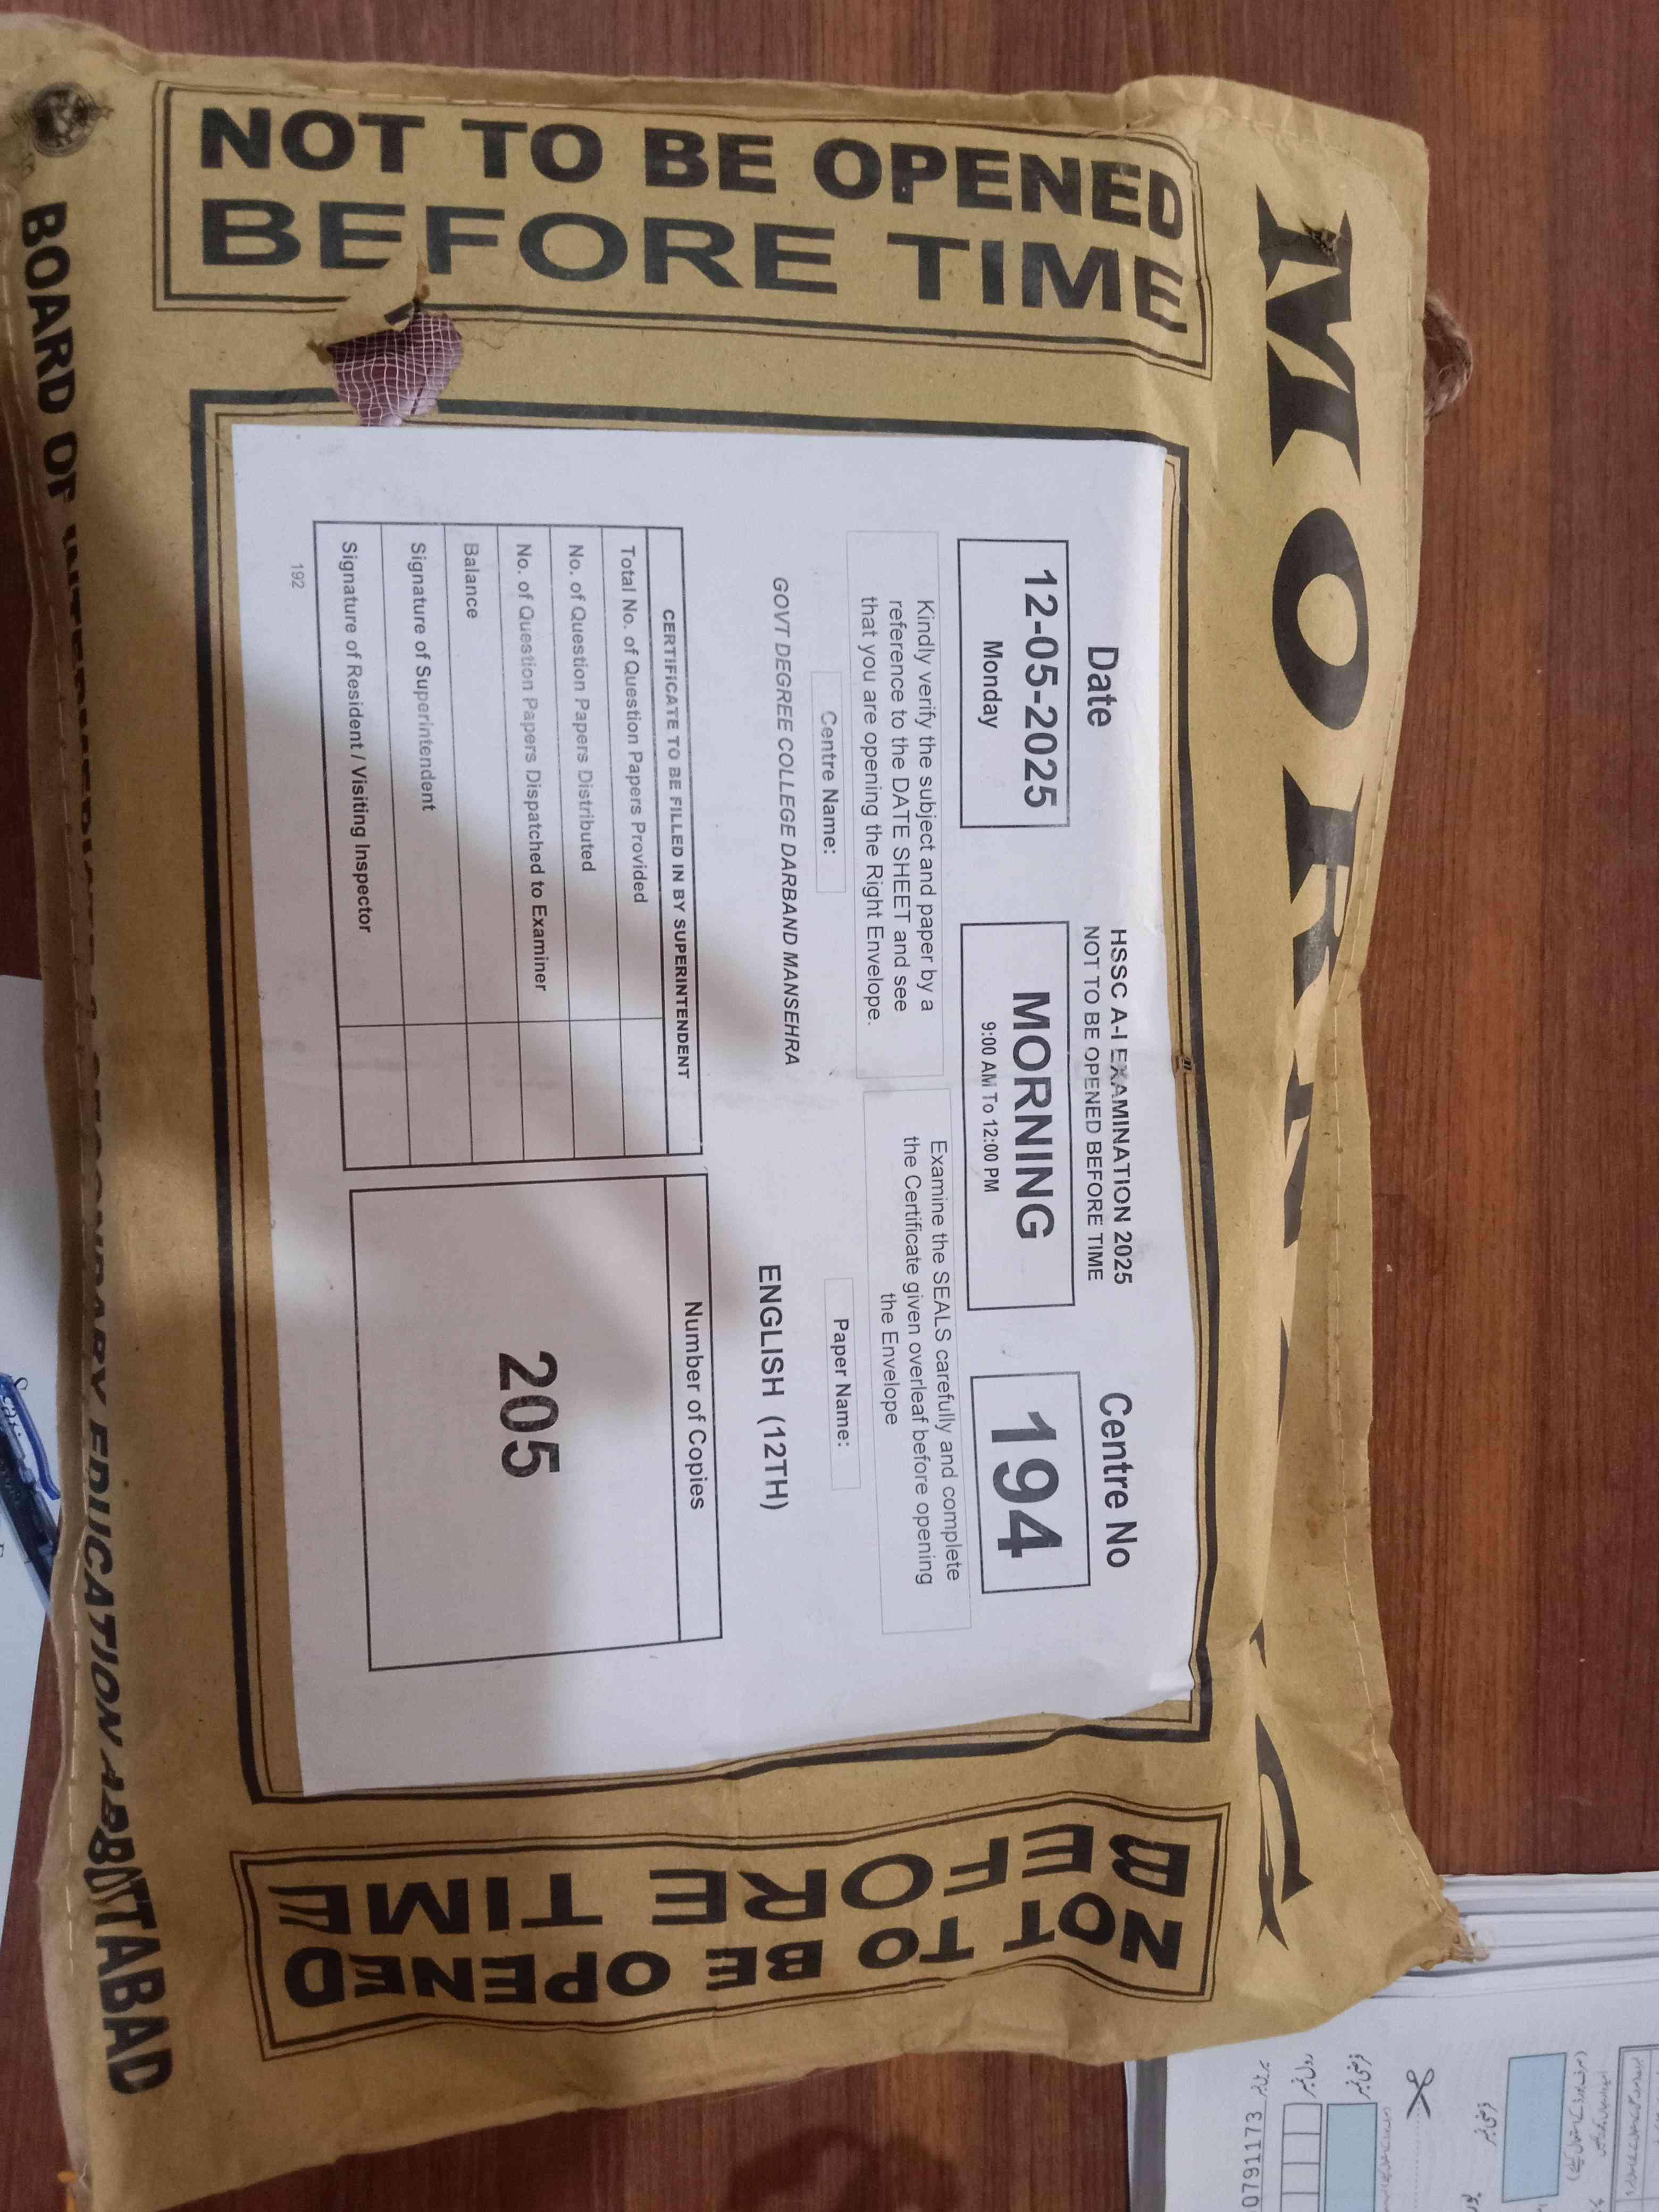 MORNING
NOT TO BE OPENED
BEFORE TIME
HSSC A-I EXAMINATION 2025
NOT TO BE OPENED BEFORE TIME
Date
12-05-2025
Monday
MORNING
9:00 AM To 12:00 PM
Centre No
194
Kindly verify the subject and paper by a
reference to the DATE SHEET and see
that you are opening the Right Envelope.
Examine the SEALS carefully and complete
the Certificate given overleaf before opening
the Envelope
Centre Name:
GOVT DEGREE COLLEGE DARBAND MANSEHRA
Paper Name:
ENGLISH (12TH)
CERTIFICATE TO BE FILLED IN BY SUPERINTENDENT
Total No. of Question Papers Provided
No. of Question Papers Distributed
No. of Question Papers Dispatched to Examiner
Balance
Signature of Superintendent
Signature of Resident / Visiting Inspector
Number of Copies
205
192
NOT TO BE OPENED
BEFORE TIME
BOARD OF INTERMEDIATE & SECONDARY EDUCATION ABBOTTABAD